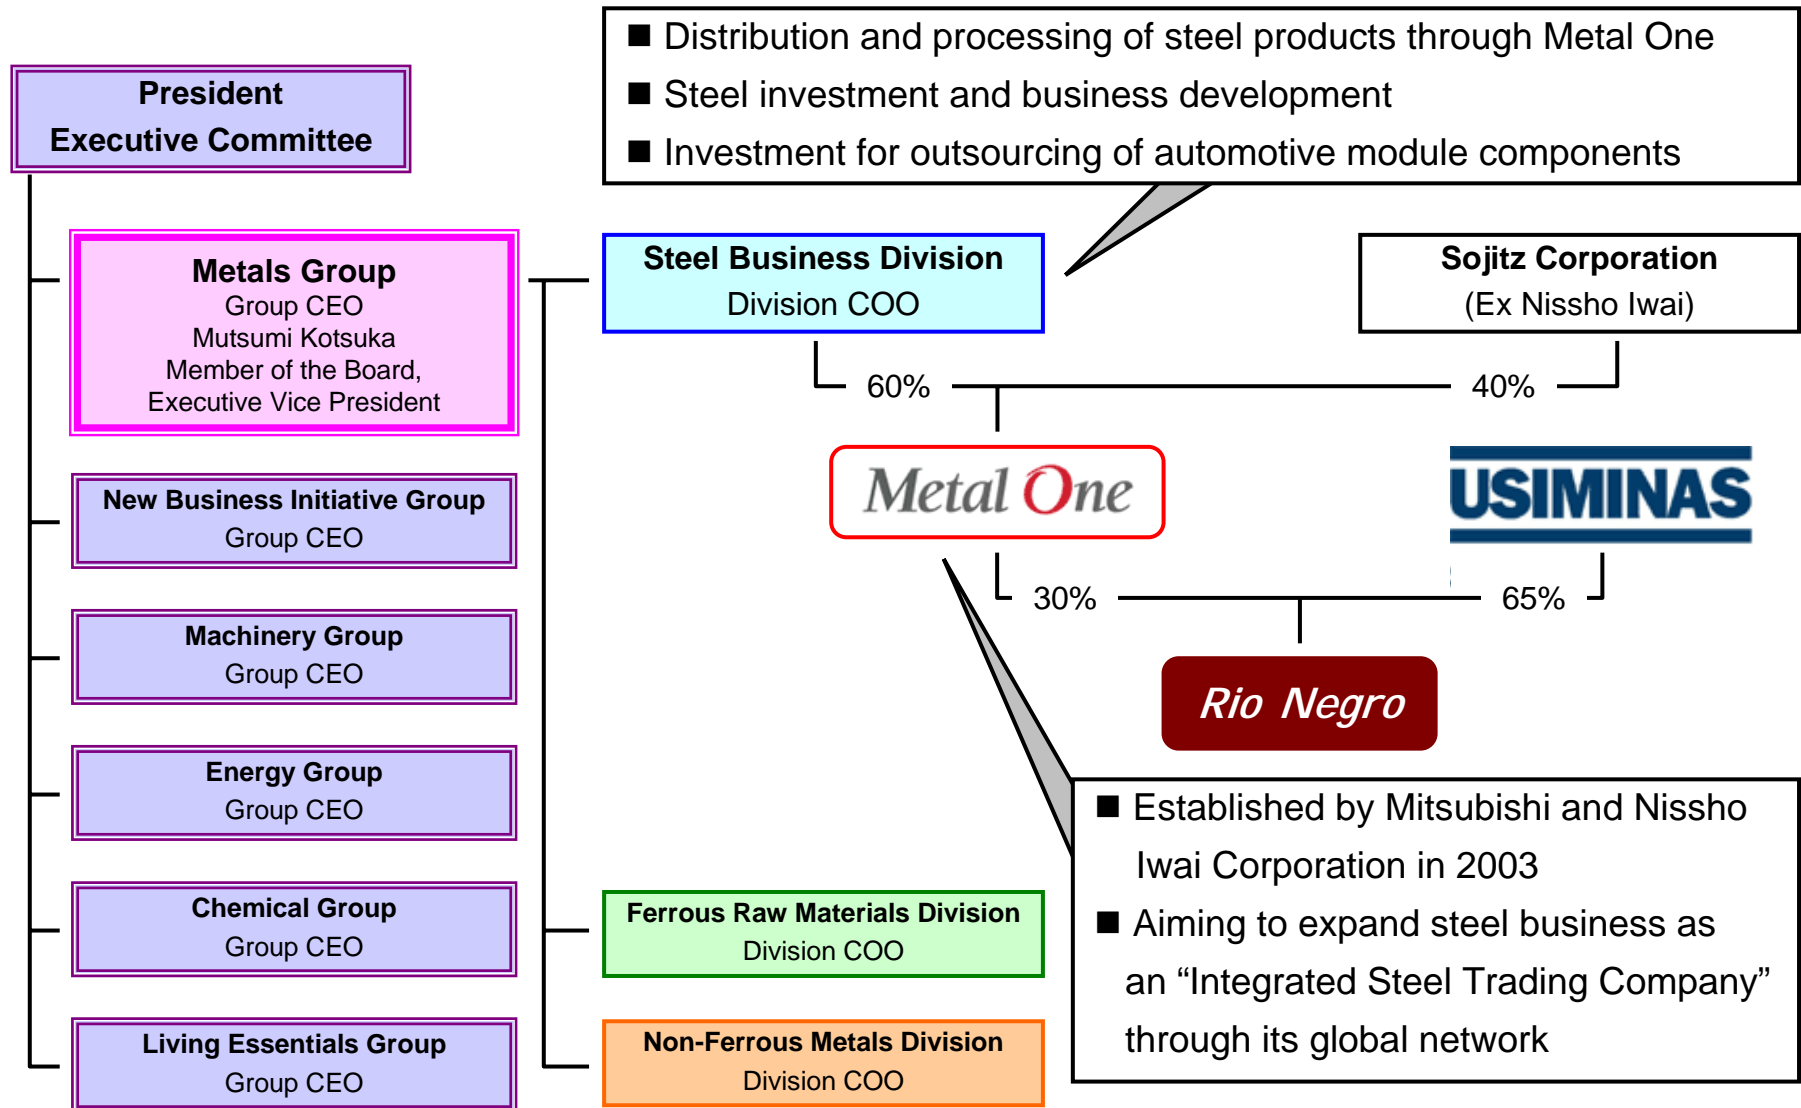 President
Executive Committee
■ Distribution and processing of steel products through Metal One
■ Steel investment and business development
■ Investment for outsourcing of automotive module components
Metals Group
Group CEO
Mutsumi Kotsuka
Member of the Board,
Executive Vice President
Steel Business Division
Division COO
Sojitz Corporation
(Ex Nissho Iwai)
60%
40%
Metal One
USIMINAS
New Business Initiative Group
Group CEO
30%
65%
Machinery Group
Group CEO
Rio Negro
Energy Group
Group CEO
■ Established by Mitsubishi and Nissho
Iwai Corporation in 2003
■ Aiming to expand steel business as
an “Integrated Steel Trading Company”
through its global network
Chemical Group
Group CEO
Ferrous Raw Materials Division
Division COO
Living Essentials Group
Group CEO
Non-Ferrous Metals Division
Division COO